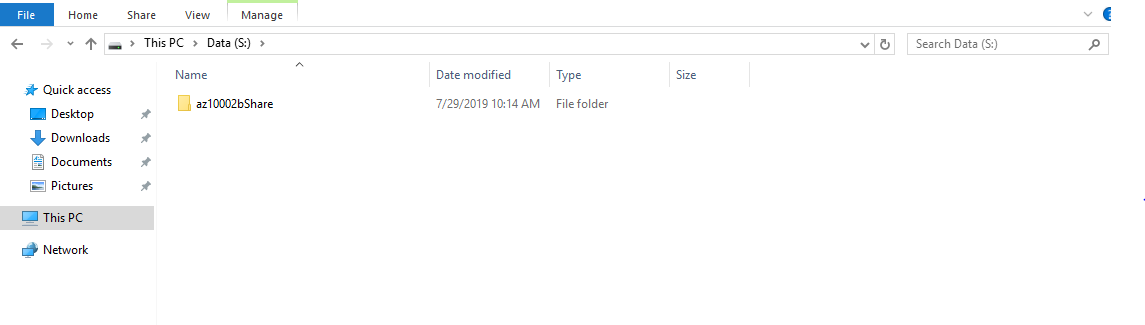 File Home Share View Manage
This PC Data (S:) Search Data (S:)
Name Date modified Type Size
Quick access
az10002bShare 7/29/2019 10:14 AM File folder
Desktop
Downloads
Documents
Pictures
This PC
Network